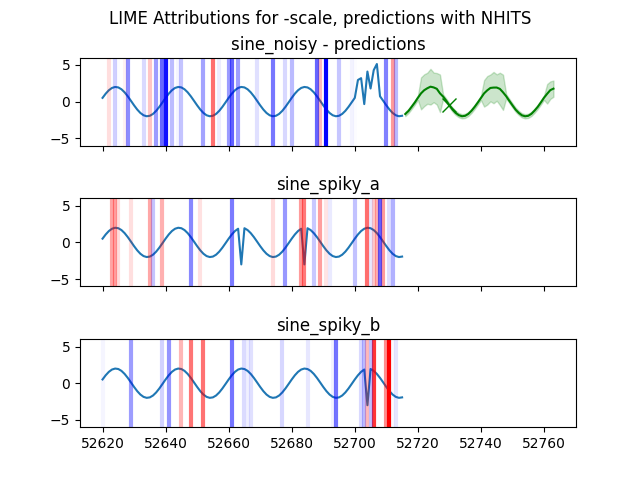 LIME Attributions for -scale, predictions with NHITS
sine_noisy - predictions
5
0
−5
sine_spiky_a
5
0
−5
sine_spiky_b
5
0
−5
52620 52640 52660 52680 52700 52720 52740 52760